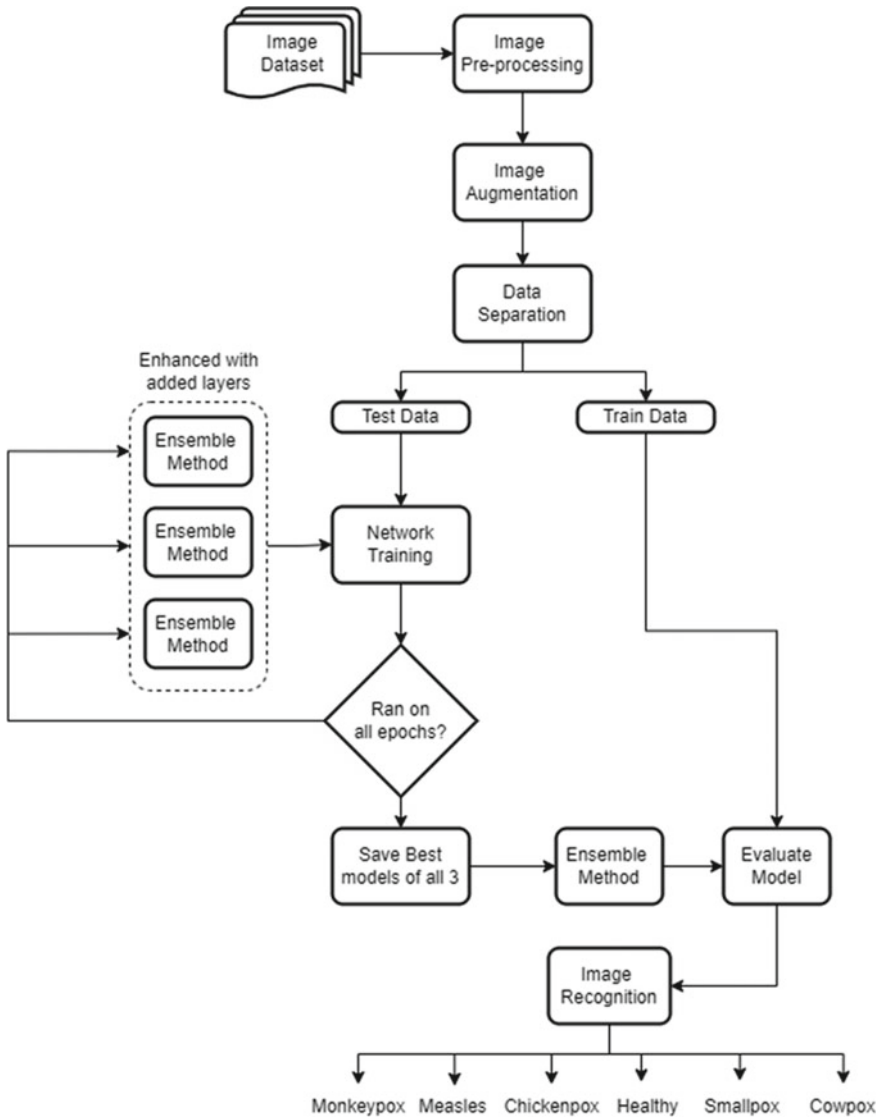 Image
Dataset
Image
Pre-processing
Image
Augmentation
Data
Separation
Enhanced with
added layers
Test Data
Train Data
Ensemble
Method
Ensemble
Method
Network
Training
Ensemble
Method
Ran on
all epochs?
Save Best
models of all 3
Ensemble
Method
Evaluate
Model
Image
Recognition
Monkeypox
Measles
Chickenpox
Healthy
Smallpox
Cowpox